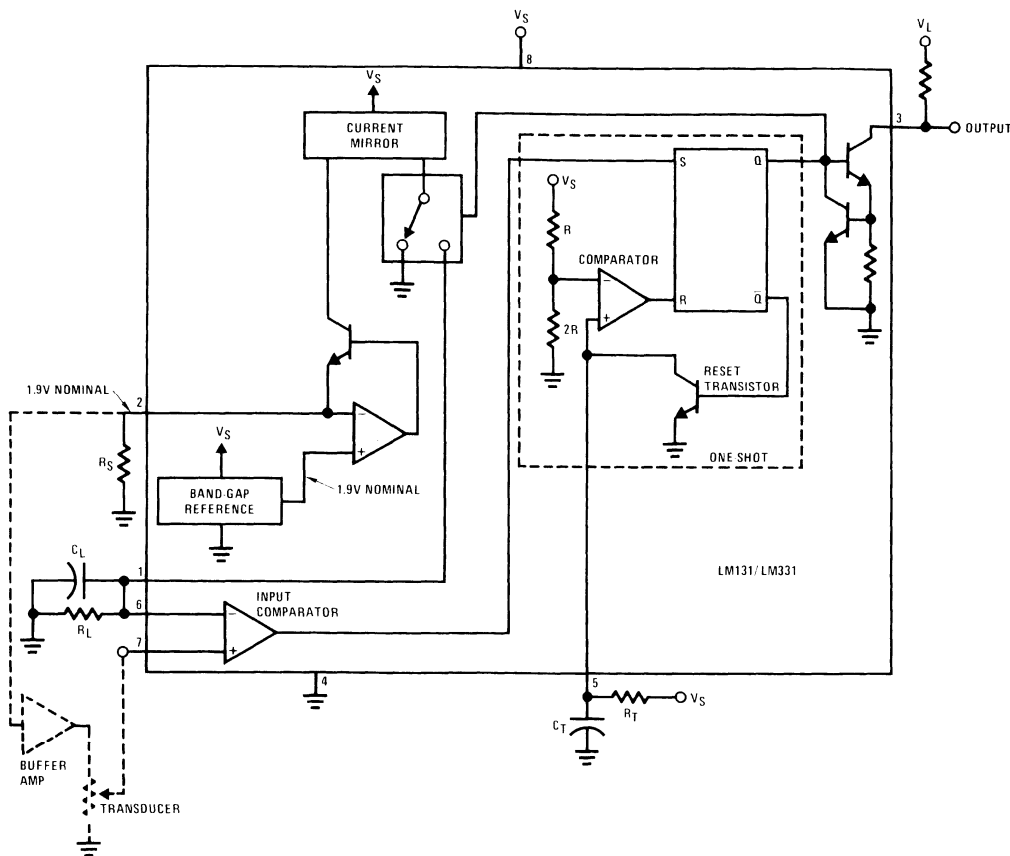 VS
8
VL
VS
CURRENT
MIRROR
3
OUTPUT
S
Q
VS
R
COMPARATOR
−
+
R
2R
Q̅
RESET
TRANSISTOR
ONE SHOT
1.9V NOMINAL
2
−
+
VS
RS
1.9V NOMINAL
BAND-GAP
REFERENCE
CL
1
LM131/LM331
INPUT
COMPARATOR
6
−
RL
7
+
4
5
RT
VS
CT
BUFFER
AMP
TRANSDUCER